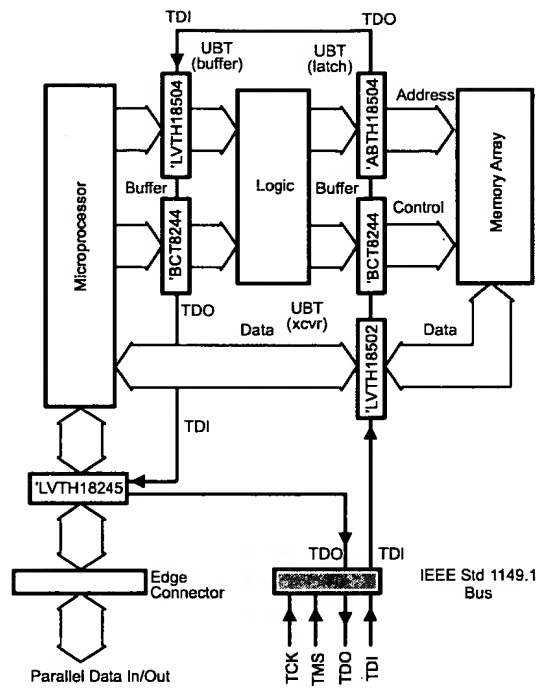 TDI
TDO
UBT
(buffer)
UBT
(latch)
Address
Microprocessor
'LVTH18504
Logic
'ABTH18504
Memory Array
Buffer
Buffer
Control
'BCT8244
'BCT8244
TDO
UBT
(xcvr)
Data
Data
'LVTH18502
TDI
'LVTH18245
TDO
TDI
Edge
Connector
IEEE Std 1149.1
Bus
TCK
TMS
TDO
TDI
Parallel Data In/Out